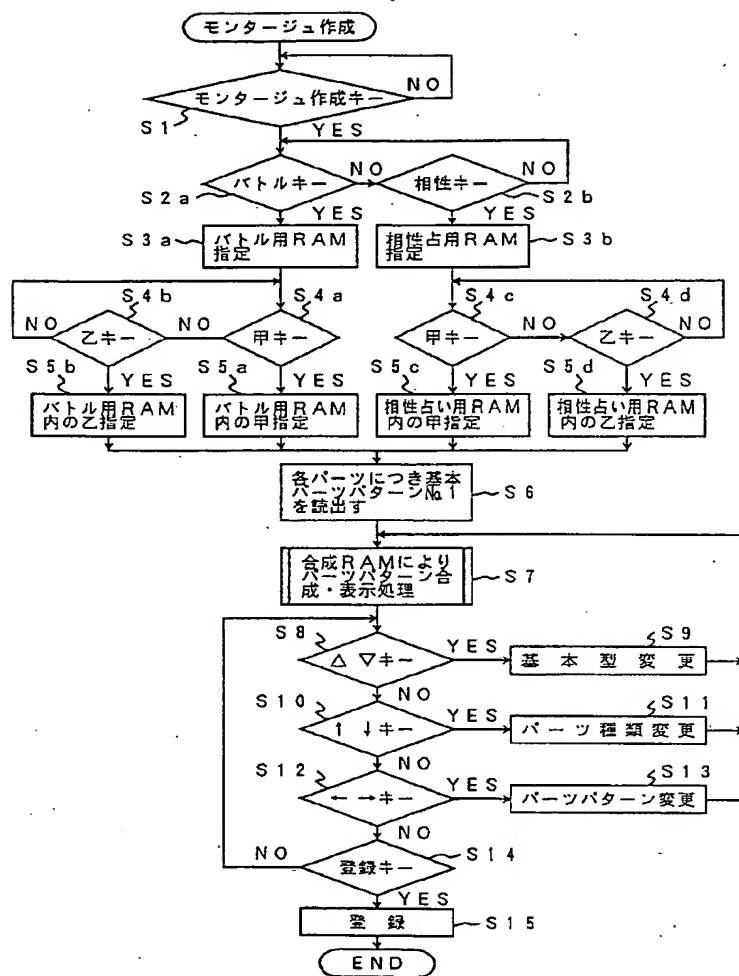 モンタージュ作成
NO
モンタージュ作成キー
S1
YES
NO
NO
バトルキー
相性キー
S2a
S2b
YES
YES
S3a
バトル用RAM
指定
相性占用RAM
指定
S3b
S4b
S4a
S4c
S4d
NO
乙キー
NO
甲キー
甲キー
NO
乙キー
NO
S5b
YES
S5a
YES
S5c
YES
S5d
YES
バトル用RAM
内の乙指定
バトル用RAM
内の甲指定
相性占い用RAM
内の甲指定
相性占い用RAM
内の乙指定
各パーツにつき基本
パーツパターン№1
を読出す
S6
合成RAMにより
パーツパターン合
成・表示処理
S7
S8
△ ▽キー
YES
S9
基本型変更
NO
S10
↑ ↓キー
YES
S11
パーツ種類変更
NO
S12
← →キー
YES
S13
パーツパターン変更
NO
NO
登録キー
S14
YES
登録
S15
END